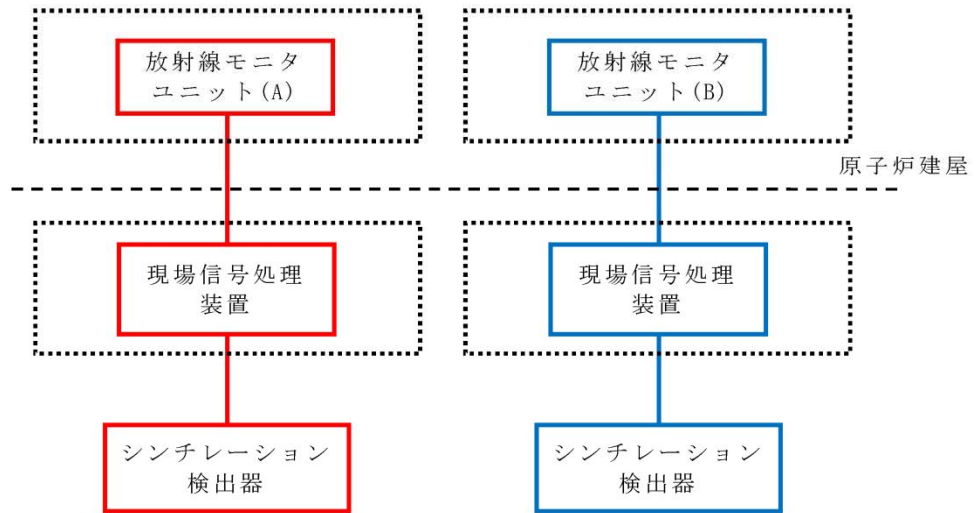 放射線モニタ
ユニット(A)
放射線モニタ
ユニット(B)
原子炉建屋
現場信号処理
装置
現場信号処理
装置
シンチレーション
検出器
シンチレーション
検出器